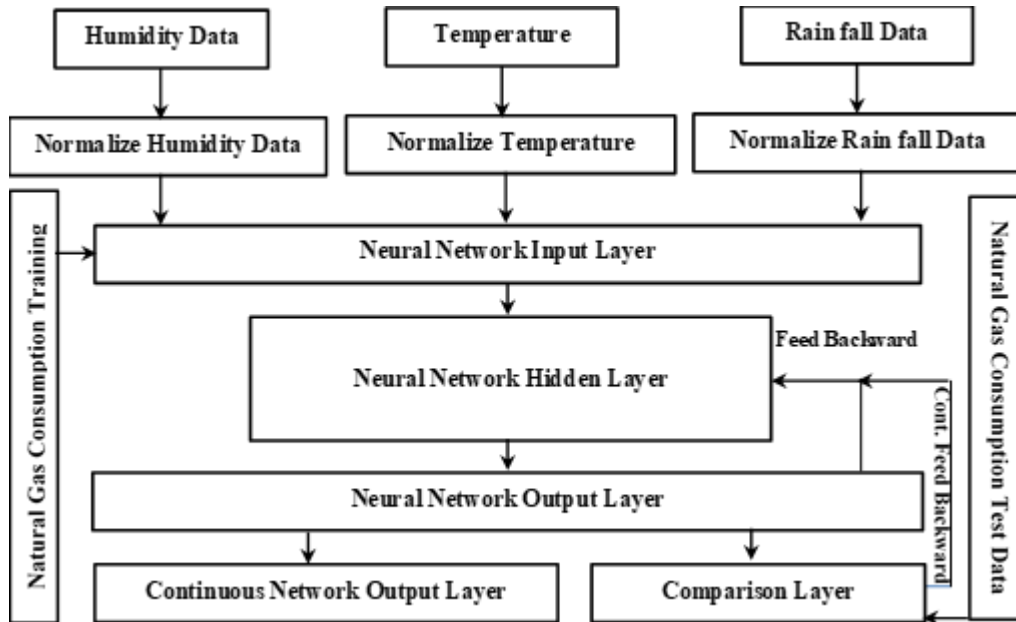 Humidity Data
Temperature
Rain fall Data
Normalize Humidity Data
Normalize Temperature
Normalize Rain fall Data
Natural Gas Consumption Training
Neural Network Input Layer
Natural Gas Consumption Test Data
Feed Backward
Neural Network Hidden Layer
Cont. Feed Backward
Neural Network Output Layer
Continuous Network Output Layer
Comparison Layer